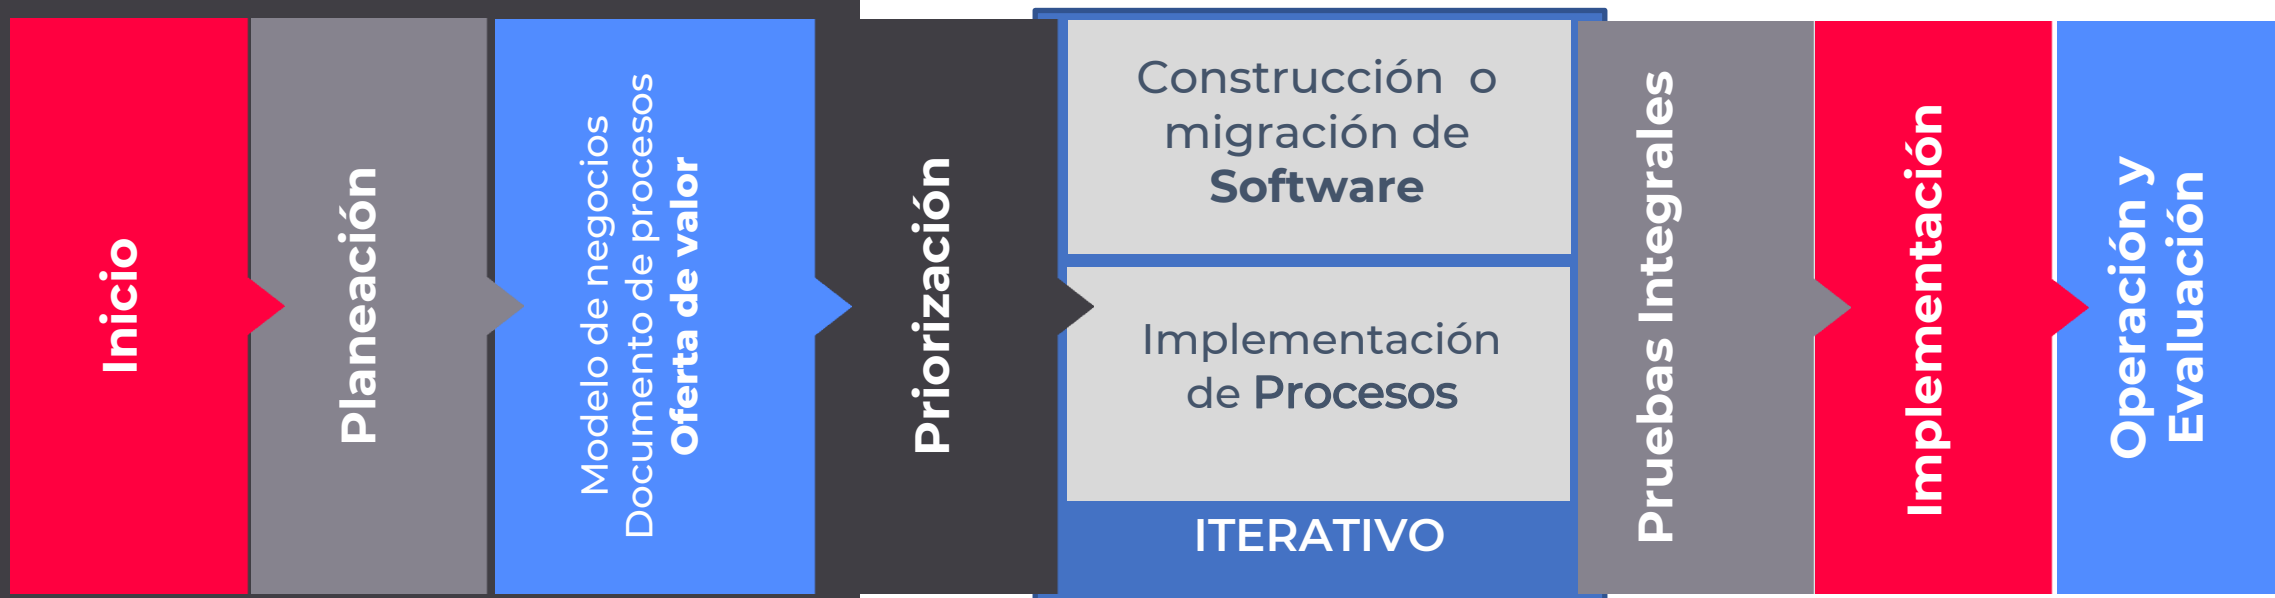 Inicio
Planeación
Modelo de negocios
Documento de procesos
Oferta de valor
Priorización
Construcción o
migración de
Software
Implementación
de Procesos
ITERATIVO
Pruebas Integrales
Implementación
Operación y
Evaluación